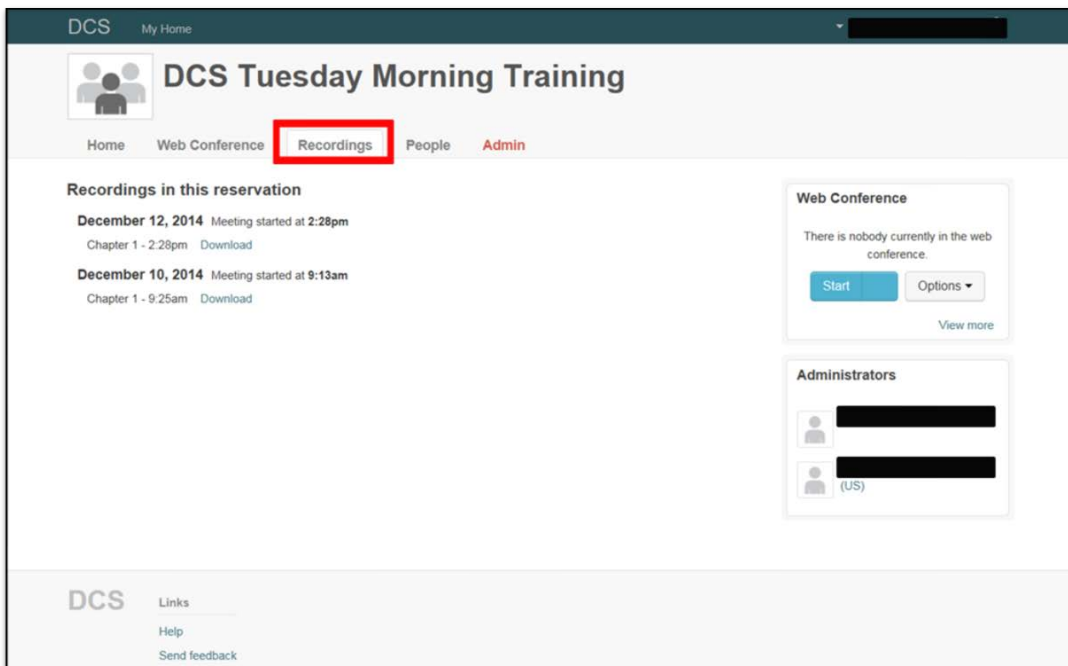 DCS My Home
DCS Tuesday Morning Training
Home Web Conference Recordings People Admin
Recordings in this reservation
December 12, 2014 Meeting started at 2:28pm
Chapter 1 - 2:28pm Download
December 10, 2014 Meeting started at 9:13am
Chapter 1 - 9:25am Download
Web Conference
There is nobody currently in the web
conference.
Start Options
View more
Administrators
(US)
DCS Links
Help
Send feedback